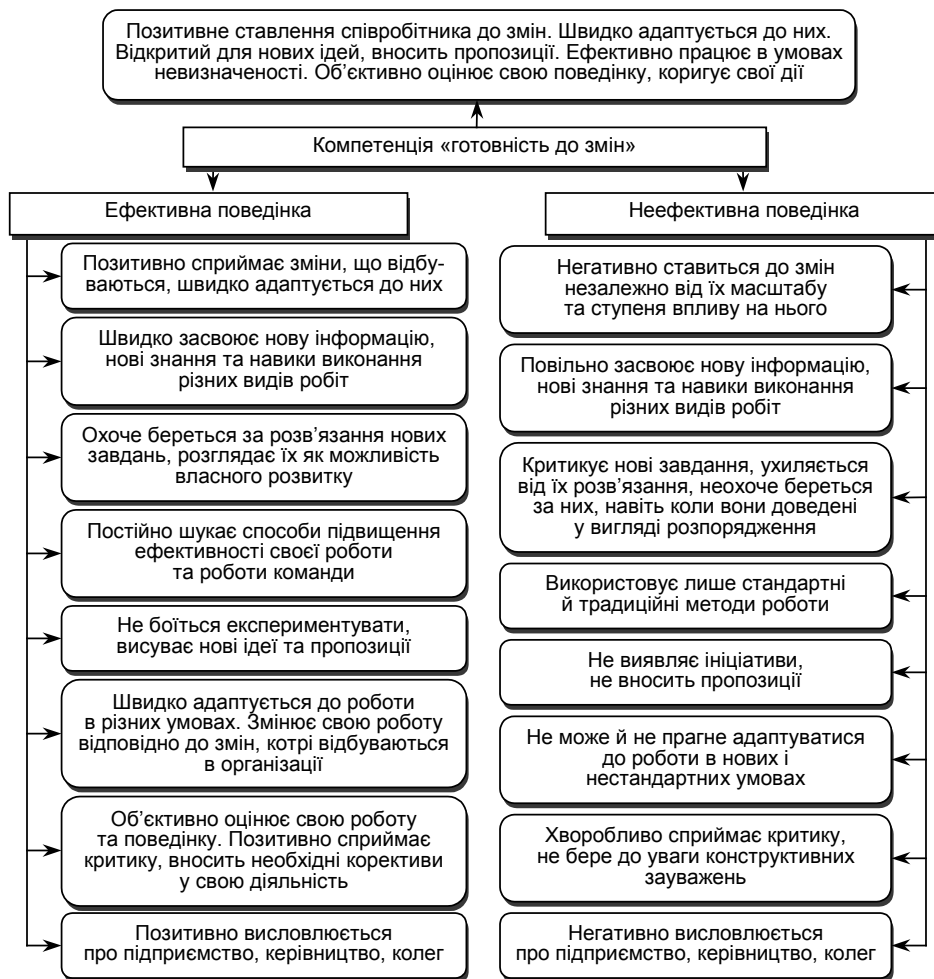 Позитивне ставлення співробітника до змін. Швидко адаптується до них.
Відкритий для нових ідей, вносить пропозиції. Ефективно працює в умовах
невизначеності. Об’єктивно оцінює свою поведінку, коригує свої дії
Компетенція «готовність до змін»
Ефективна поведінка
Позитивно сприймає зміни, що відбу-
ваються, швидко адаптується до них
Швидко засвоює нову інформацію,
нові знання та навики виконання
різних видів робіт
Охоче береться за розв’язання нових
завдань, розглядає їх як можливість
власного розвитку
Постійно шукає способи підвищення
ефективності своєї роботи
та роботи команди
Не боїться експериментувати,
висуває нові ідеї та пропозиції
Швидко адаптується до роботи
в різних умовах. Змінює свою роботу
відповідно до змін, котрі відбуваються
в організації
Об’єктивно оцінює свою роботу
та поведінку. Позитивно сприймає
критику, вносить необхідні корективи
у свою діяльність
Позитивно висловлюється
про підприємство, керівництво, колег
Неефективна поведінка
Негативно ставиться до змін
незалежно від їх масштабу
та ступеня впливу на нього
Повільно засвоює нову інформацію,
нові знання та навики виконання
різних видів робіт
Критикує нові завдання, ухиляється
від їх розв’язання, неохоче береться
за них, навіть коли вони доведені
у вигляді розпорядження
Використовує лише стандартні
й традиційні методи роботи
Не виявляє ініціативи,
не вносить пропозиції
Не може й не прагне адаптуватися
до роботи в нових і
нестандартних умовах
Хворобливо сприймає критику,
не бере до уваги конструктивних
зауважень
Негативно висловлюється
про підприємство, керівництво, колег